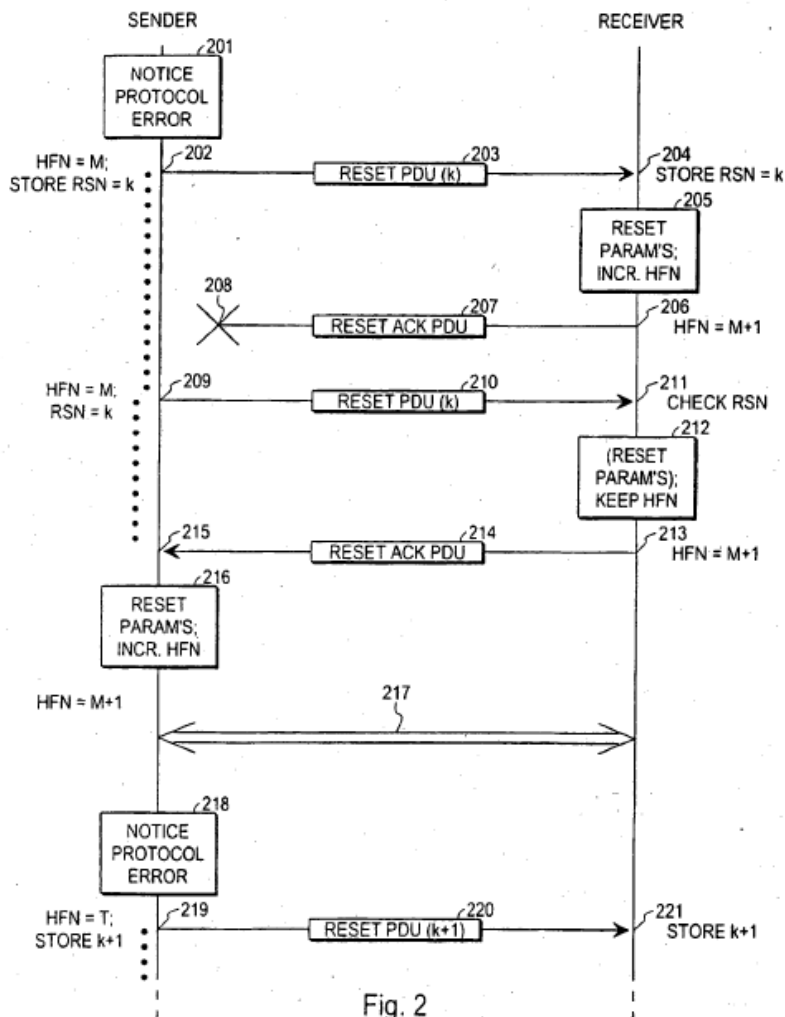 SENDER
RECEIVER
201
NOTICE
PROTOCOL
ERROR
HFN = M;
STORE RSN = k
202
203
RESET PDU (k)
204
STORE RSN = k
205
RESET
PARAM'S;
INCR. HFN
208
207
RESET ACK PDU
206
HFN = M+1
HFN = M;
RSN = k
209
210
RESET PDU (k)
211
CHECK RSN
212
(RESET
PARAM'S);
KEEP HFN
215
214
RESET ACK PDU
213
HFN = M+1
216
RESET
PARAM'S;
INCR. HFN
HFN = M+1
217
218
NOTICE
PROTOCOL
ERROR
HFN = T;
STORE k+1
219
220
RESET PDU (k+1)
221
STORE k+1
Fig. 2